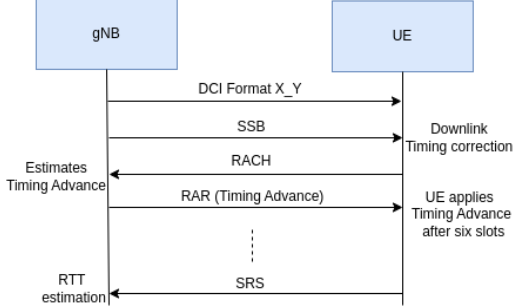 gNB
UE
DCI Format X_Y
SSB
Downlink
Timing correction
RACH
Estimates
Timing Advance
RAR (Timing Advance)
UE applies
Timing Advance
after six slots
SRS
RTT
estimation